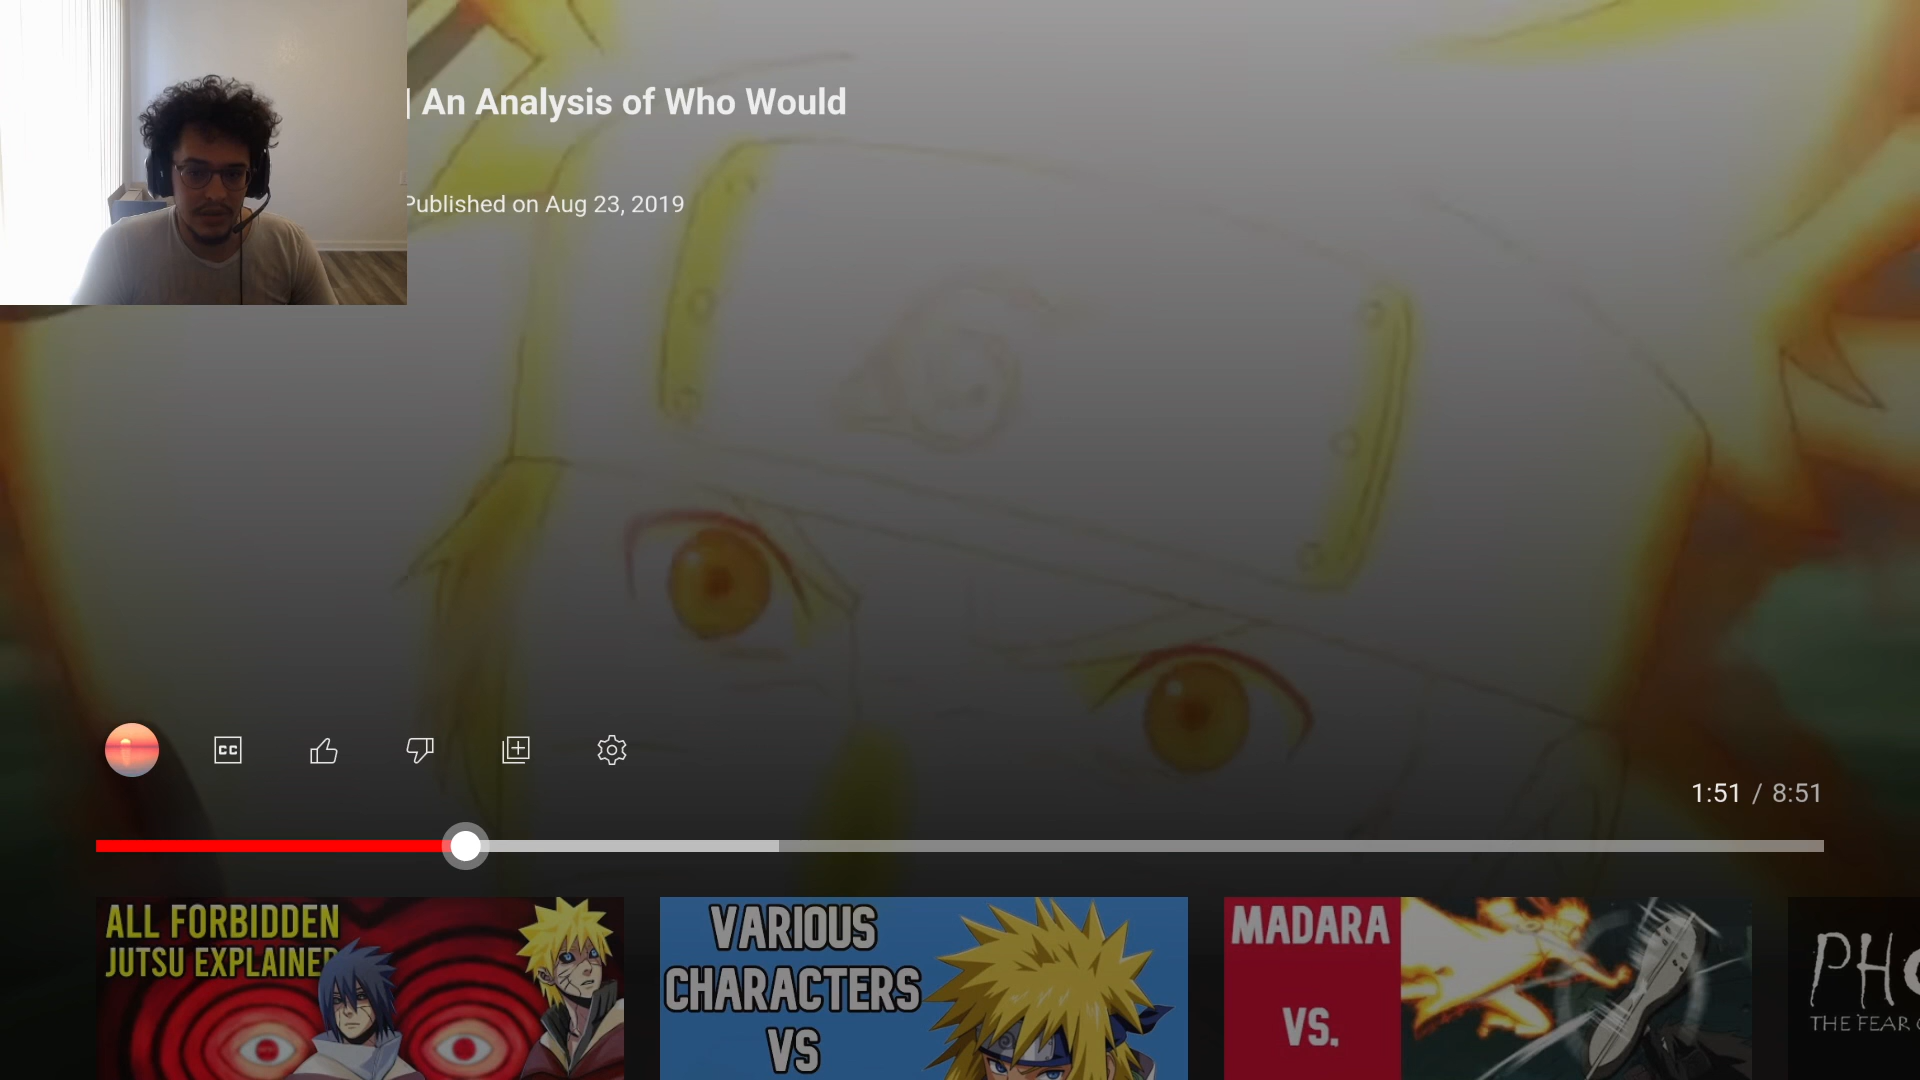 | An Analysis of Who Would
Published on Aug 23, 2019
CC
1:51 / 8:51
ALL FORBIDDEN
JUTSU EXPLAINED
VARIOUS
CHARACTERS
VS
MADARA
VS.
THE FEAR